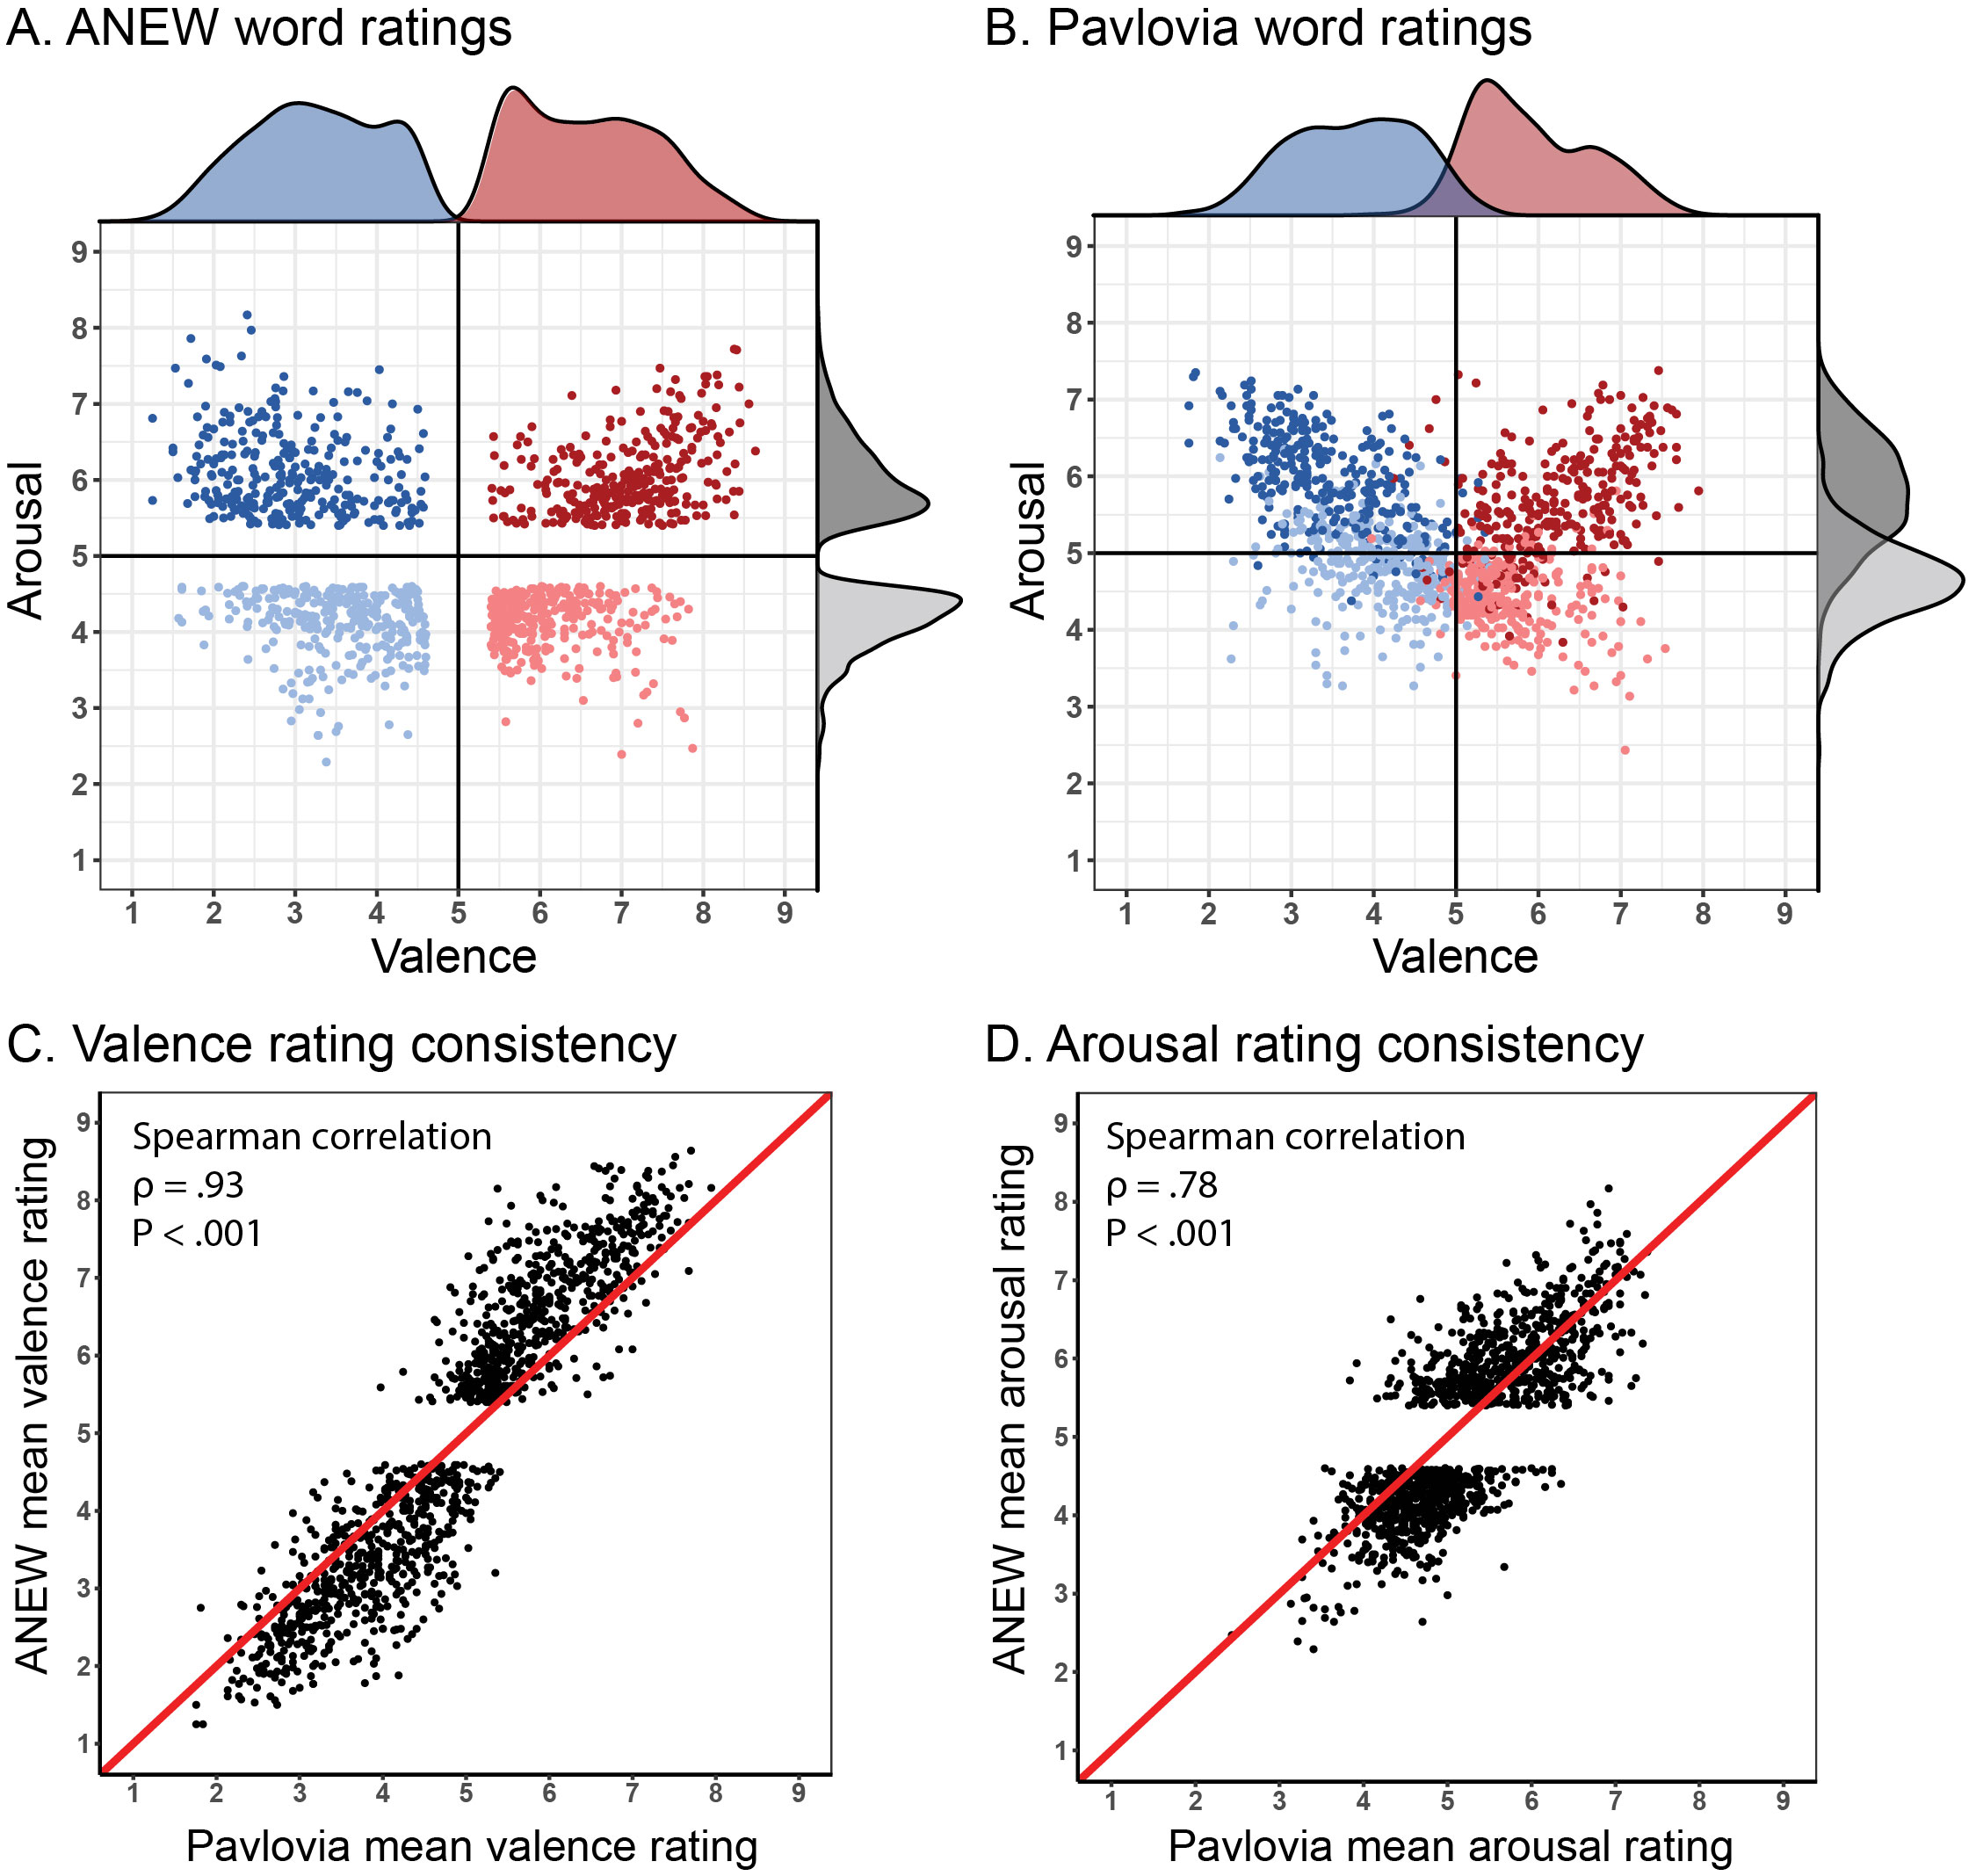 A. ANEW word ratings
9
8
7
6
5
4
3
2
1
Arousal
1 2 3 4 5 6 7 8 9
Valence
B. Pavlovia word ratings
9
8
7
6
5
4
3
2
1
Arousal
1 2 3 4 5 6 7 8 9
Valence
C. Valence rating consistency
Spearman correlation
ρ = .93
P < .001
9
8
7
6
5
4
3
2
1
ANEW mean valence rating
1 2 3 4 5 6 7 8 9
Pavlovia mean valence rating
D. Arousal rating consistency
Spearman correlation
ρ = .78
P < .001
9
8
7
6
5
4
3
2
1
ANEW mean arousal rating
1 2 3 4 5 6 7 8 9
Pavlovia mean arousal rating